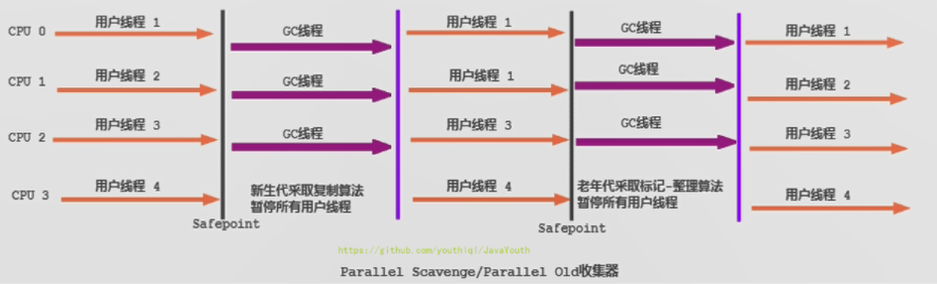 CPU 0 用户线程 1 GC线程 用户线程 1 GC线程 用户线程 1
CPU 1 用户线程 2 GC线程 用户线程 1 GC线程 用户线程 2
CPU 2 用户线程 3 GC线程 用户线程 3 GC线程 用户线程 3
CPU 3 用户线程 4 用户线程 4 用户线程 4
新生代采取复制算法
暂停所有用户线程
老年代采取标记-整理算法
暂停所有用户线程
Safepoint
Safepoint
https://github.com/youthlql/JavaYouth
Parallel Scavenge/Parallel Old收集器